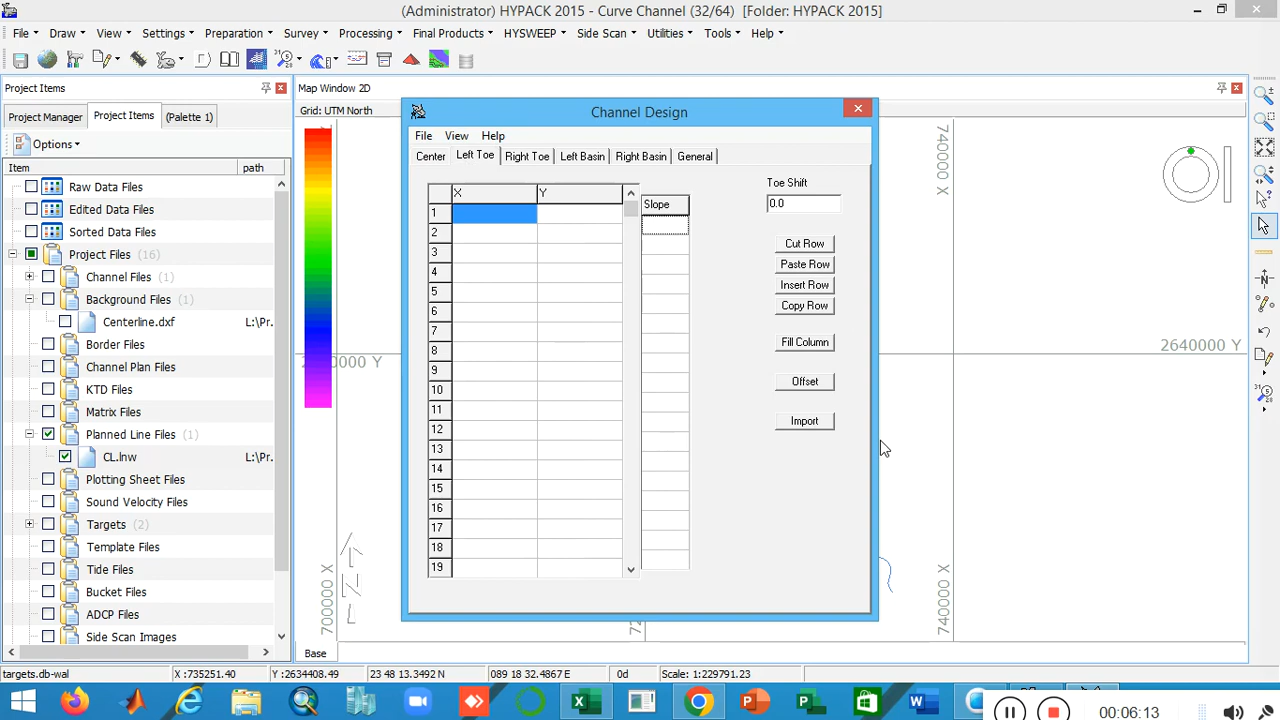 (Administrator) HYPACK 2015 - Curve Channel (32/64)   [Folder: HYPACK 2015]
File Draw View Settings Preparation Survey Processing Final Products HYSWEEP Side Scan Utilities Tools Help
Project Items
Map Window 2D
Project Manager Project Items (Palette 1)
Grid: UTM North
Options
Item path
Raw Data Files
Edited Data Files
Sorted Data Files
Project Files (16)
Channel Files (1)
Background Files (1)
Centerline.dxf L:\Pr.
Border Files
Channel Plan Files
KTD Files
Matrix Files
Planned Line Files (1)
CL.lnw L:\Pr.
Plotting Sheet Files
Sound Velocity Files
Targets (2)
Template Files
Tide Files
Bucket Files
ADCP Files
Side Scan Images
Channel Design
File View Help
Center Left Toe Right Toe Left Basin Right Basin General
X Y
Slope
1
2
3
4
5
6
7
8
9
10
11
12
13
14
15
16
17
18
19
Toe Shift
0.0
Cut Row
Paste Row
Insert Row
Copy Row
Fill Column
Offset
Import
740000 X
2640000 Y
700000 X
740000 X
Base
targets.db-wal X :735251.40 Y :2634408.49 23 48 13.3492 N 089 18 32.4867 E 0d Scale: 1:229791.23
00:06:13